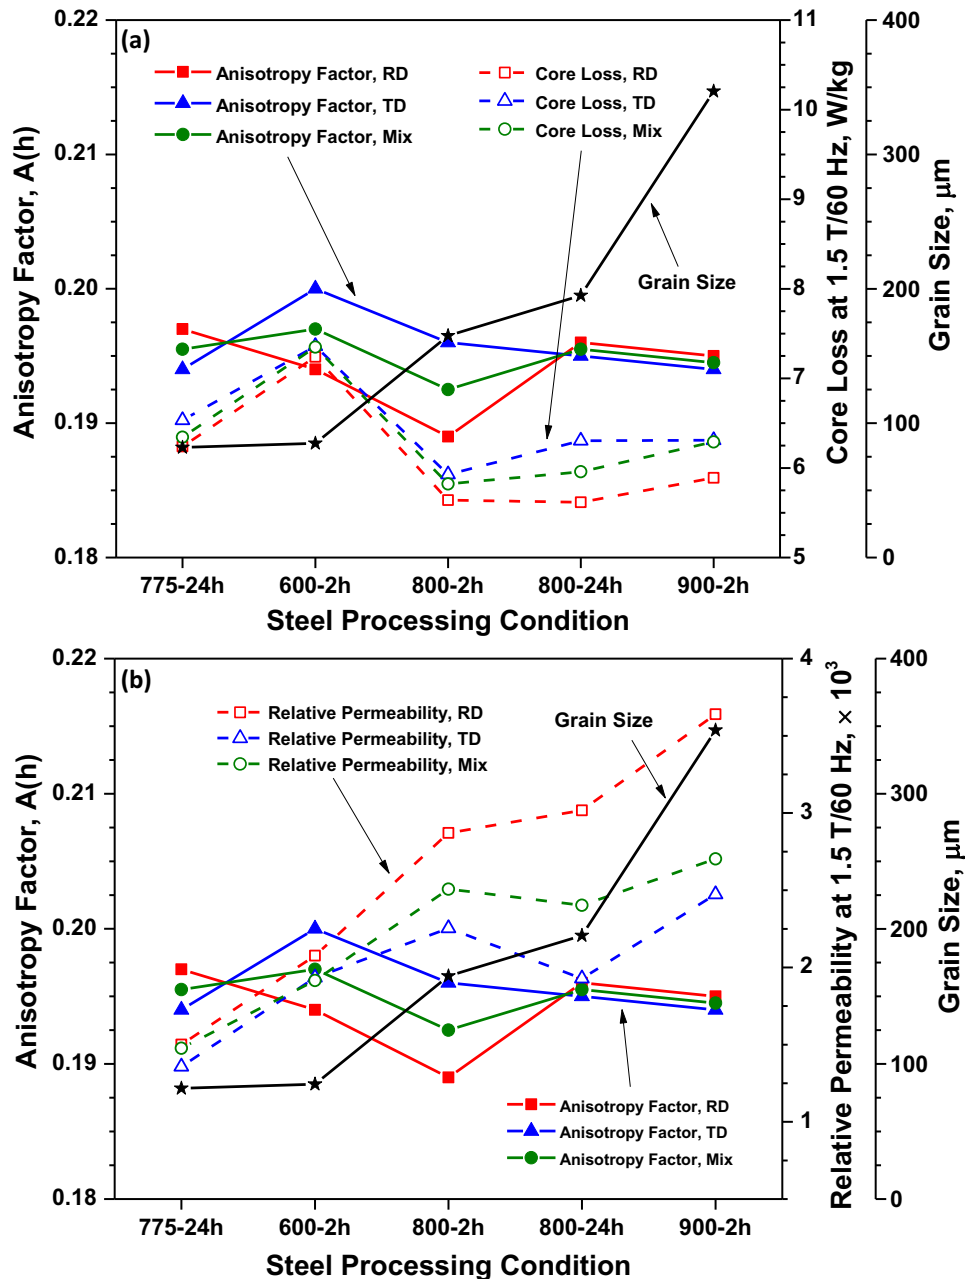 (a)
Anisotropy Factor, RD
Anisotropy Factor, TD
Anisotropy Factor, Mix
Core Loss, RD
Core Loss, TD
Core Loss, Mix
Grain Size
0.22
0.21
0.20
0.19
0.18
Anisotropy Factor, A(h)
11
10
9
8
7
6
5
Core Loss at 1.5 T/60 Hz, W/kg
400
300
200
100
0
Grain Size, μm
775-24h 600-2h 800-2h 800-24h 900-2h
Steel Processing Condition
(b)
Relative Permeability, RD
Relative Permeability, TD
Relative Permeability, Mix
Grain Size
Anisotropy Factor, RD
Anisotropy Factor, TD
Anisotropy Factor, Mix
0.22
0.21
0.20
0.19
0.18
Anisotropy Factor, A(h)
4
3
2
1
Relative Permeability at 1.5 T/60 Hz, × 10³
400
300
200
100
0
Grain Size, μm
775-24h 600-2h 800-2h 800-24h 900-2h
Steel Processing Condition